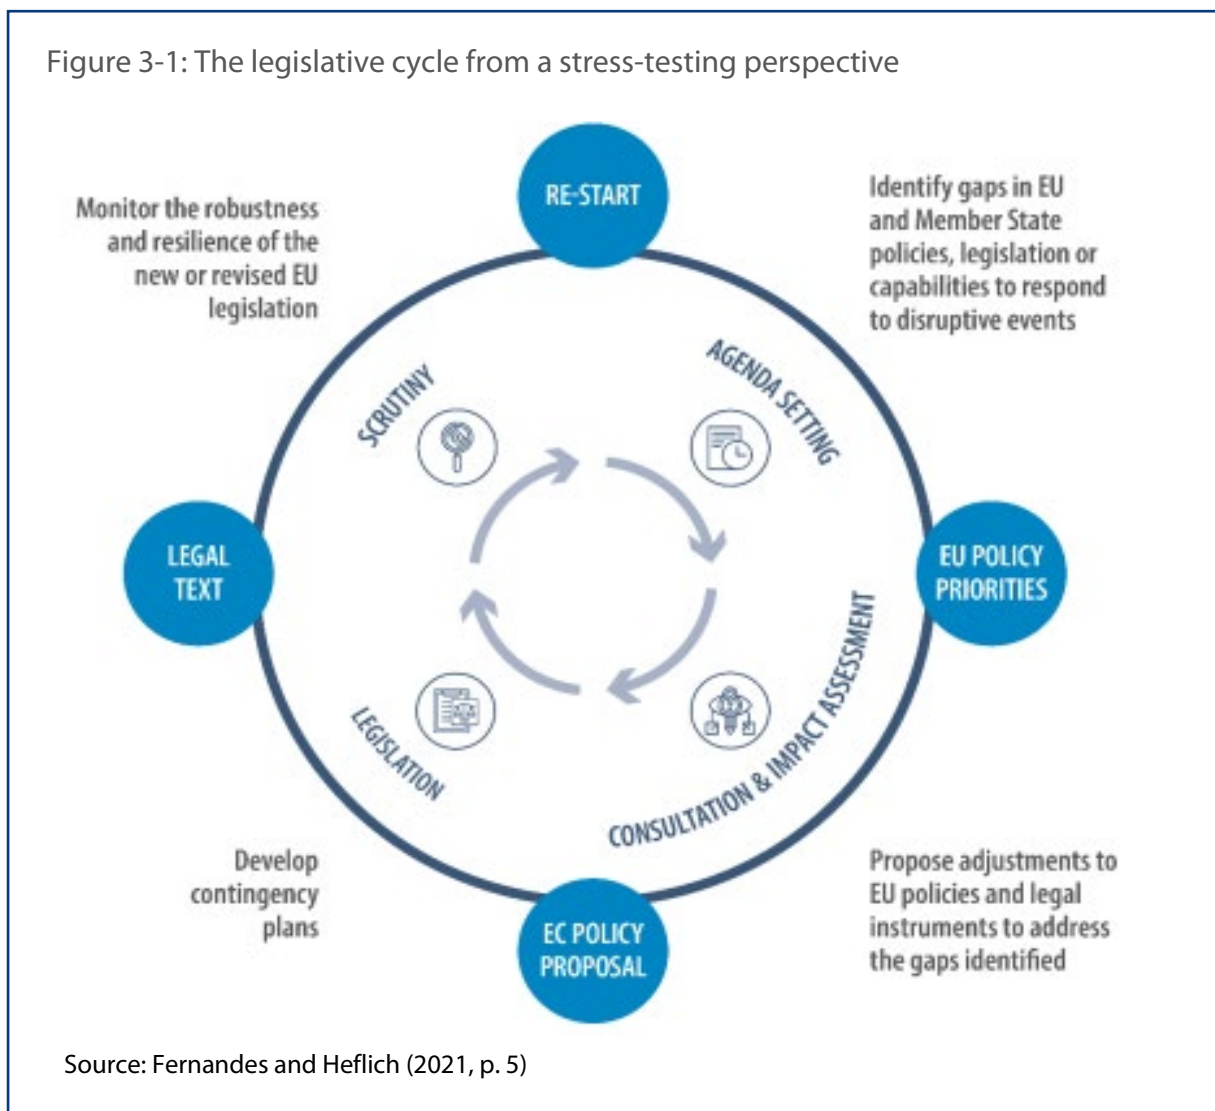 Figure 3-1: The legislative cycle from a stress-testing perspective
RE-START
Monitor the robustness
and resilience of the
new or revised EU
legislation
Identify gaps in EU
and Member State
policies, legislation or
capabilities to respond
to disruptive events
SCRUTINY
AGENDA SETTING
LEGAL
TEXT
EU POLICY
PRIORITIES
LEGISLATION
CONSULTATION & IMPACT ASSESSMENT
Develop
contingency
plans
EC POLICY
PROPOSAL
Propose adjustments to
EU policies and legal
instruments to address
the gaps identified
Source: Fernandes and Heflich (2021, p. 5)